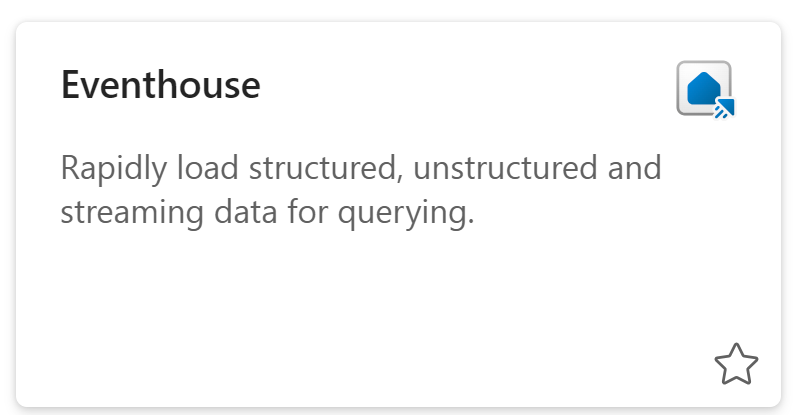 Eventhouse
Rapidly load structured, unstructured and
streaming data for querying.